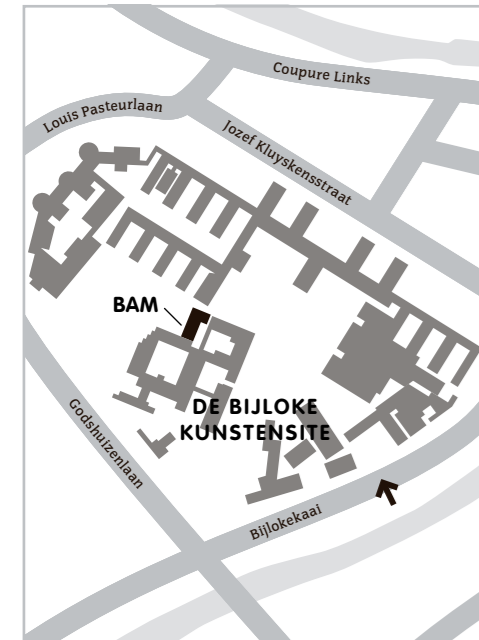 Coupure Links
Louis Pasteurlaan
Jozef Kluyskensstraat
BAM
DE BIJLOKE
KUNSTENSITE
Godshuizenlaan
Bijlokekaai